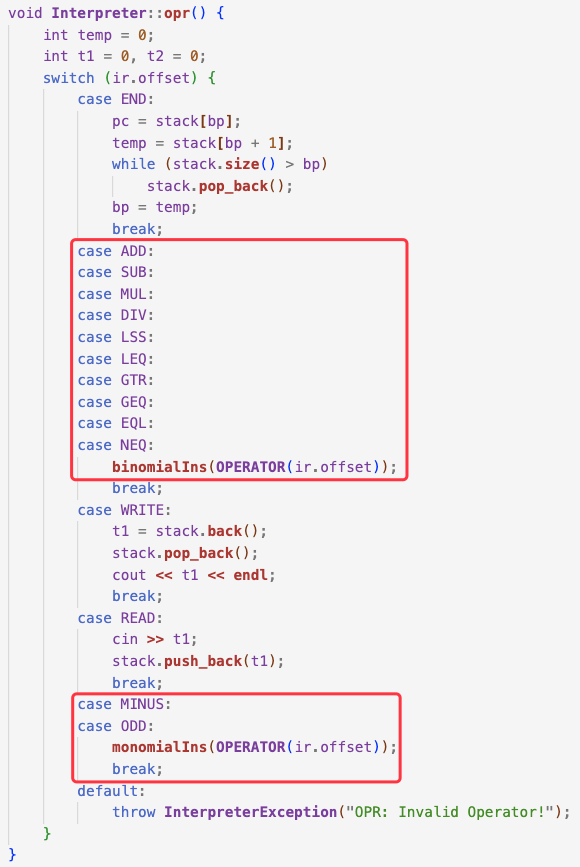 void Interpreter::opr() {
    int temp = 0;
    int t1 = 0, t2 = 0;
    switch (ir.offset) {
        case END:
            pc = stack[bp];
            temp = stack[bp + 1];
            while (stack.size() > bp)
                stack.pop_back();
            bp = temp;
            break;
        case ADD:
        case SUB:
        case MUL:
        case DIV:
        case LSS:
        case LEQ:
        case GTR:
        case GEQ:
        case EQL:
        case NEQ:
            binomialIns(OPERATOR(ir.offset));
            break;
        case WRITE:
            t1 = stack.back();
            stack.pop_back();
            cout << t1 << endl;
            break;
        case READ:
            cin >> t1;
            stack.push_back(t1);
            break;
        case MINUS:
        case ODD:
            monomialIns(OPERATOR(ir.offset));
            break;
        default:
            throw InterpreterException("OPR: Invalid Operator!");
    }
}